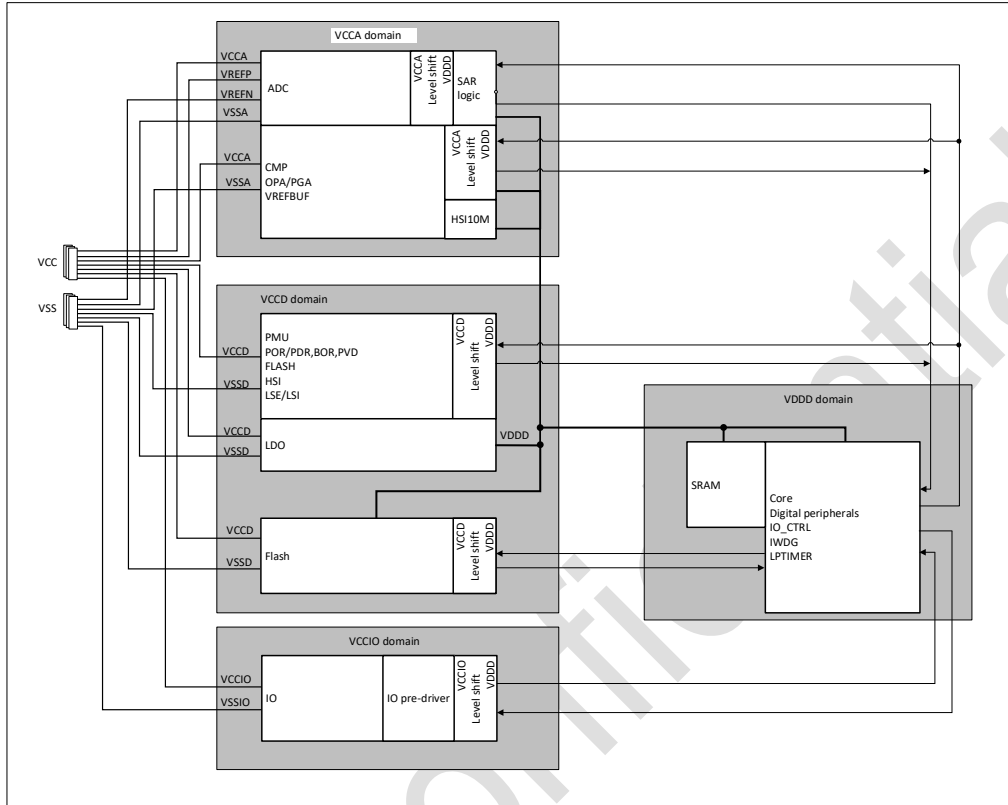 VCCA domain
VCCA
VREFP
VREFN
VSSA
ADC
VCCA
Level shift
VDDD
SAR
logic
VCCA
VSSA
CMP
OPA/PGA
VREFBUF
VCCA
Level shift
VDDD
HSI10M
VCC
VSS
VCCD domain
VCCD
VSSD
PMU
POR/PDR,BOR,PVD
FLASH
HSI
LSE/LSI
VCCD
Level shift
VDDD
VCCD
VSSD
LDO
VDDD
VCCD
VSSD
Flash
VCCD
Level shift
VDDD
VDDD domain
SRAM
Core
Digital peripherals
IO_CTRL
IWDG
LPTIMER
VCCIO domain
VCCIO
VSSIO
IO
IO pre-driver
VCCIO
Level shift
VDDD